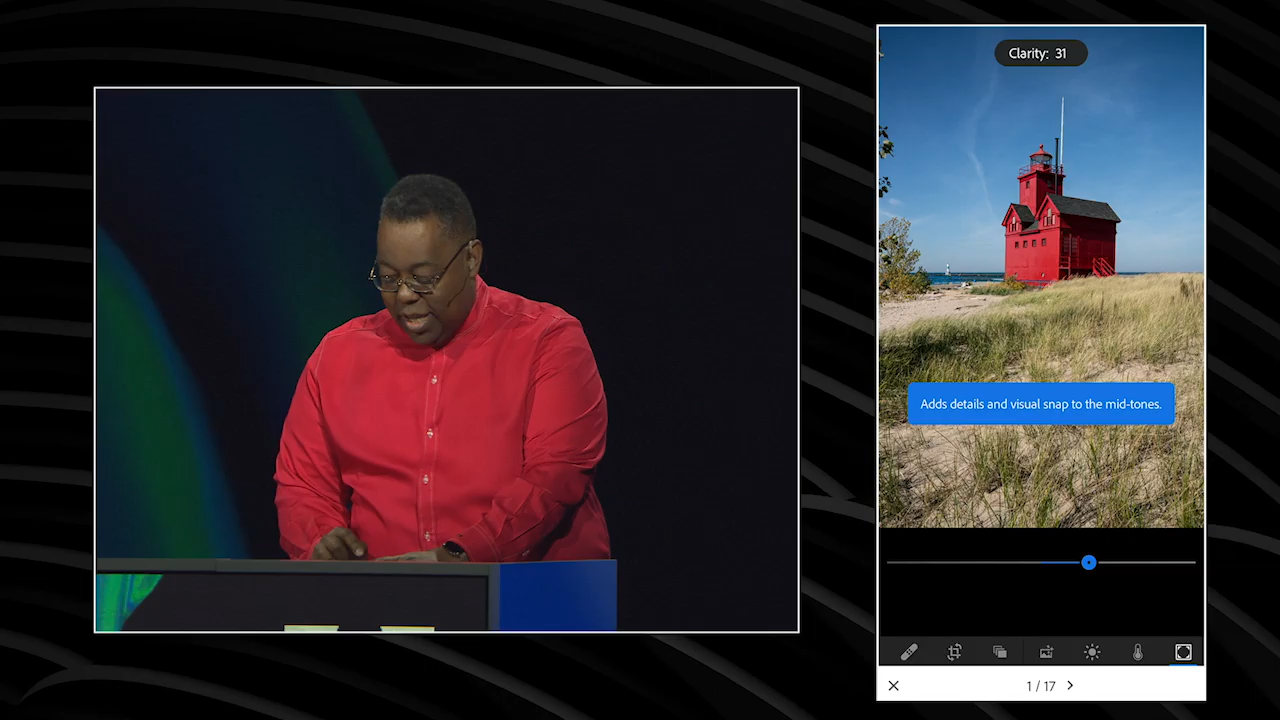 Clarity: 31
Adds details and visual snap to the mid-tones.
1 / 17